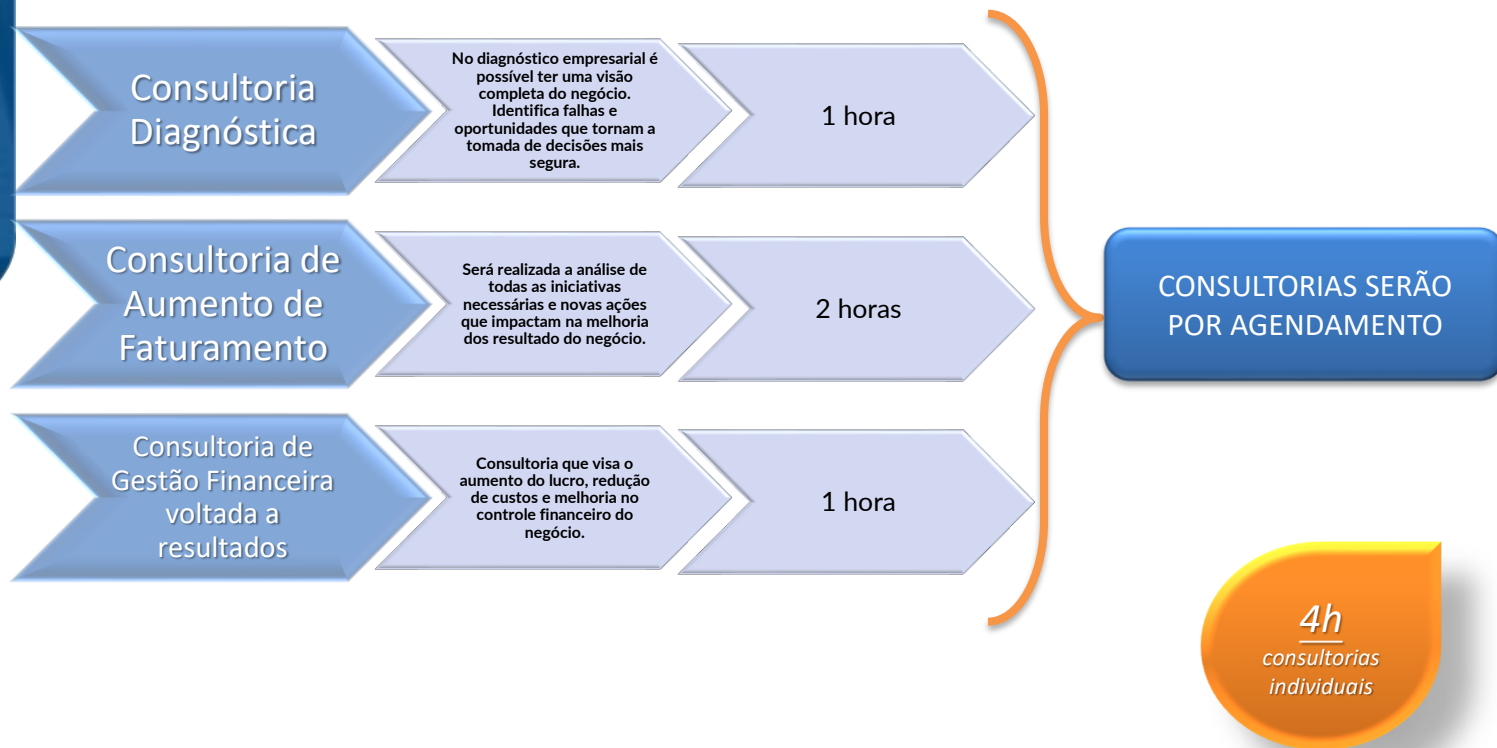 Consultoria
Diagnóstica
No diagnóstico empresarial é
possível ter uma visão
completa do negócio.
Identifica falhas e
oportunidades que tornam a
tomada de decisões mais
segura.
1 hora
Consultoria de
Aumento de
Faturamento
Será realizada a análise de
todas as iniciativas
necessárias e novas ações
que impactam na melhoria
dos resultado do negócio.
2 horas
Consultoria de
Gestão Financeira
voltada a
resultados
Consultoria que visa o
aumento do lucro, redução
de custos e melhoria no
controle financeiro do
negócio.
1 hora
CONSULTORIAS SERÃO
POR AGENDAMENTO
4h
consultorias
individuais